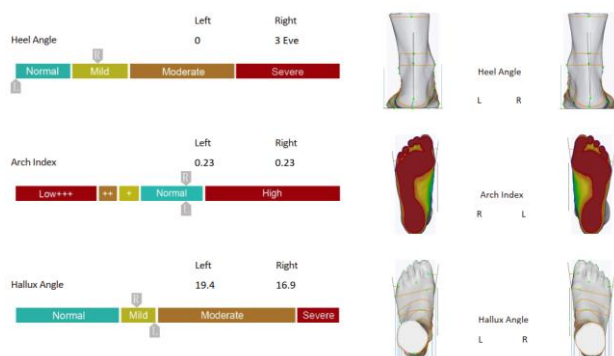 Left Right
Heel Angle 0 3 Eve
R
Normal Mild Moderate Severe
L
Heel Angle
L R
Left Right
Arch Index 0.23 0.23
R
Low+++ ++ + Normal High
L
Arch Index
R L
Left Right
Hallux Angle 19.4 16.9
R
Normal Mild Moderate Severe
L
Hallux Angle
L R